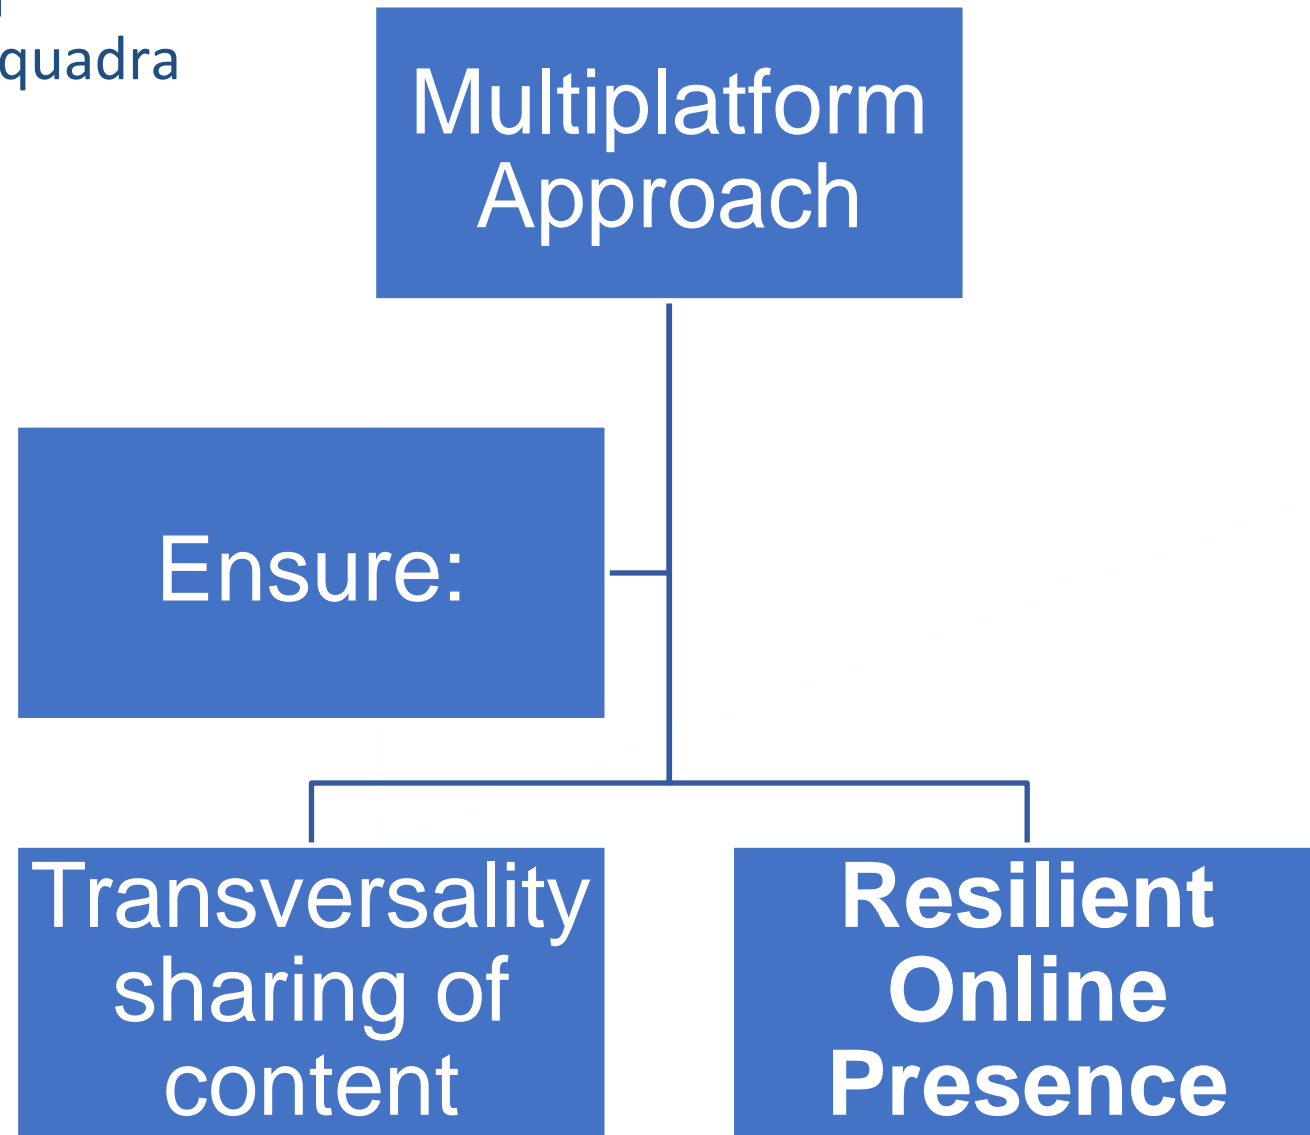 quadra
Multiplatform
Approach
Ensure:
Transversality
sharing of
content
Resilient
Online
Presence